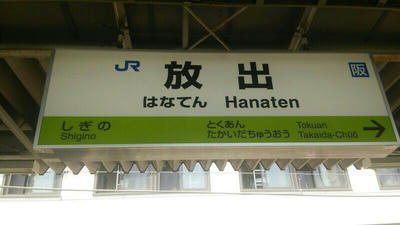 JR 放出 阪
はなてん Hanaten
しぎの とくあん Tokuan
Shigino たかいだちゅうおう Takaida-Chūō